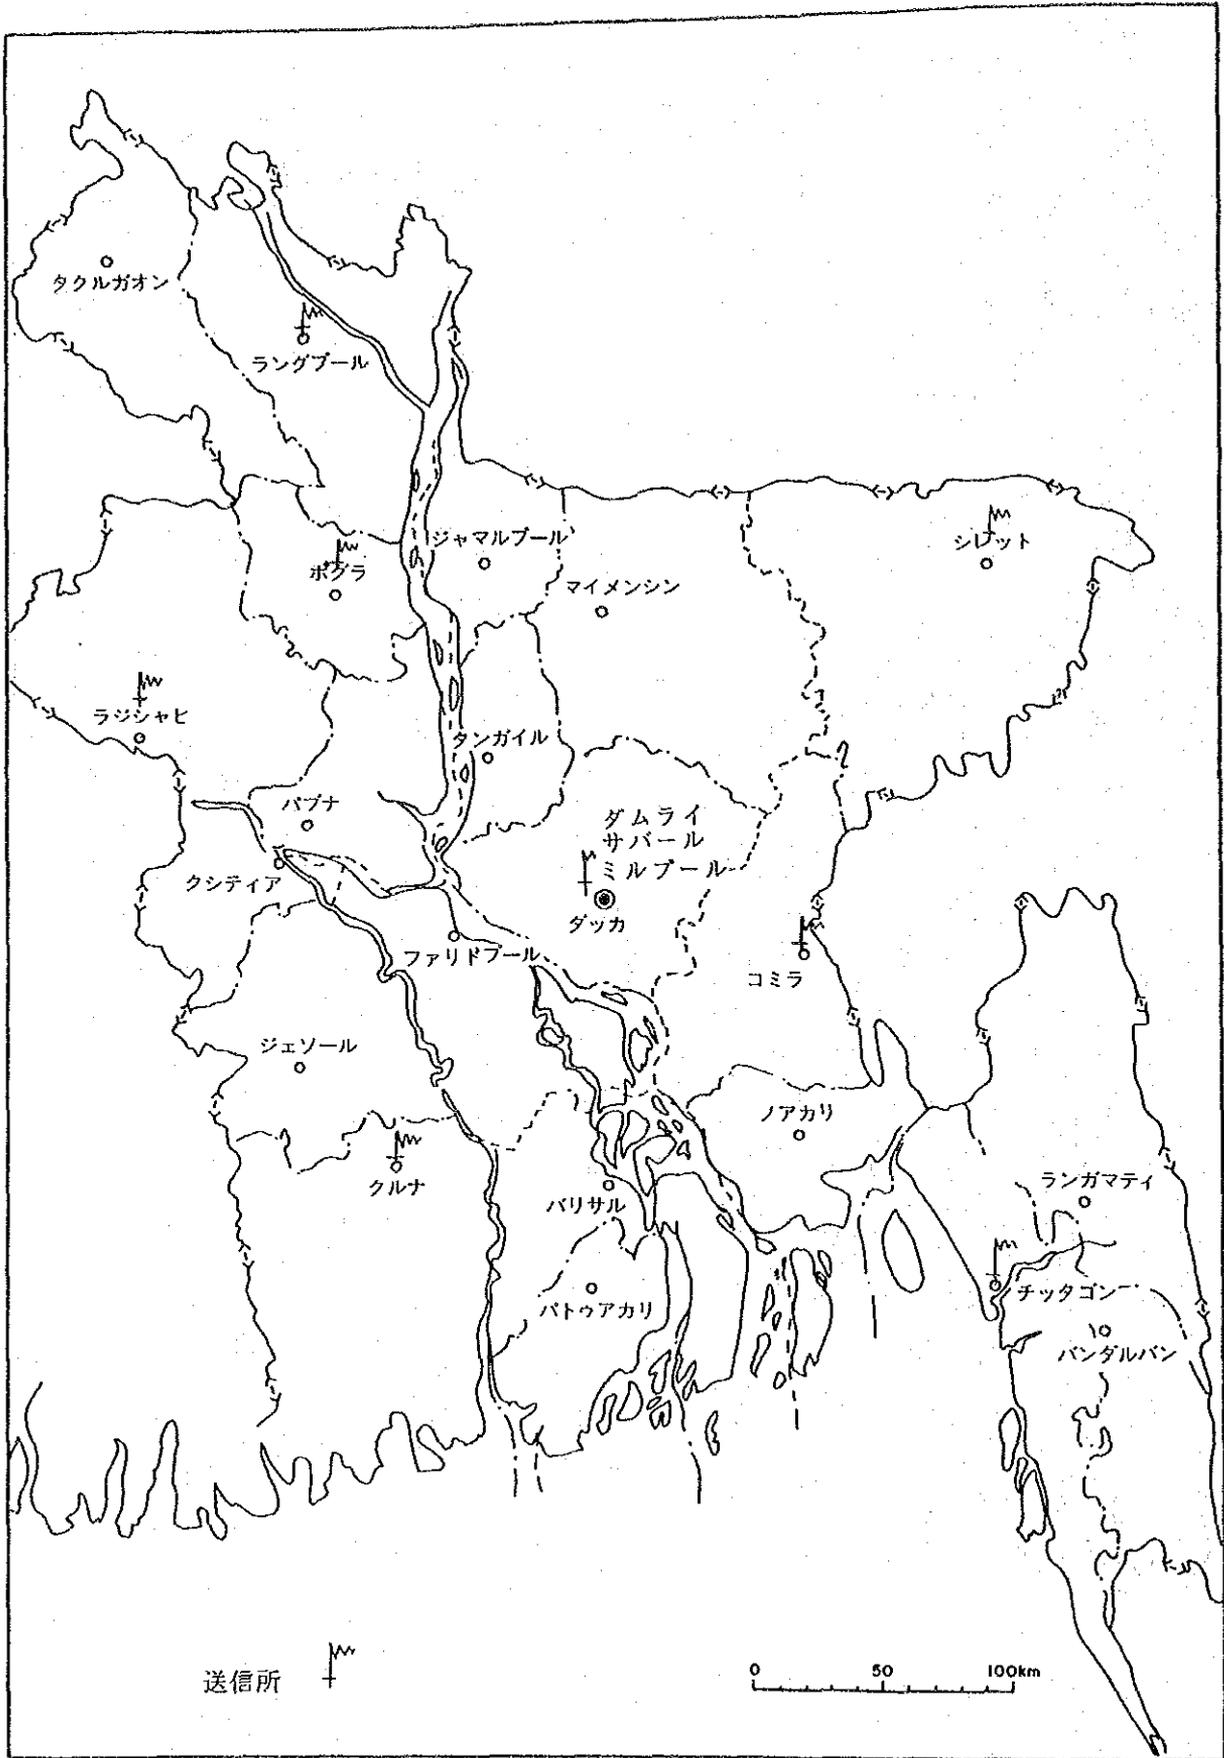 タクルガオン
ラングプール
ジャマルプール
シレット
ボグラ
マイメンシン
ラジシャヒ
タンガイル
パブナ
ダムライ
サバール
ミルプール
クシティア
ダッカ
ファリドプール
コミラ
ジェソール
ノアカリ
クルナ
ランガマティ
バリサル
チッタゴン
パトゥアカリ
バンダルバン
送信所
0 50 100km